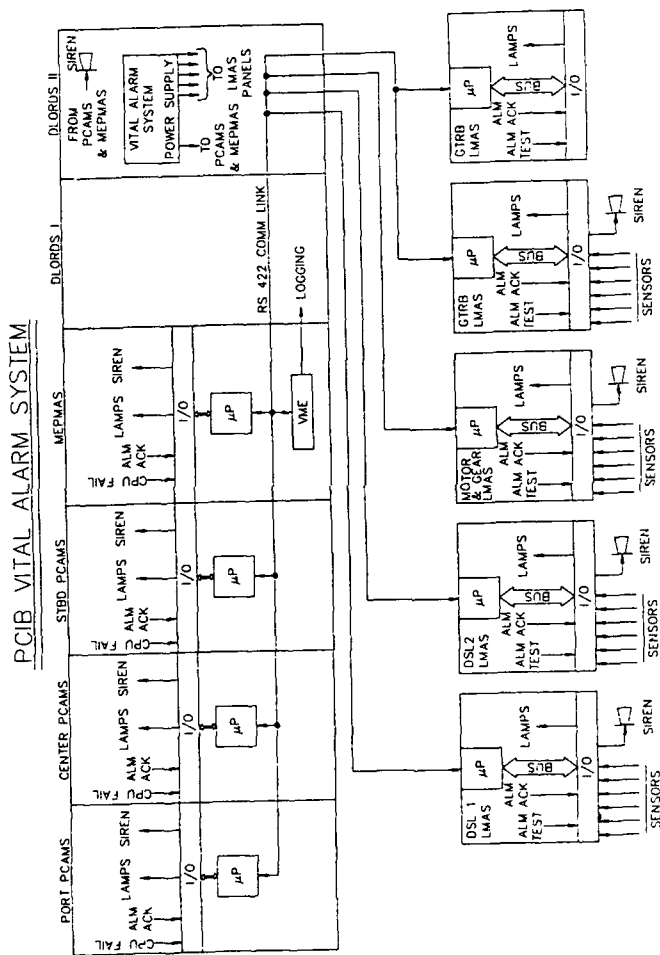 PCIB VITAL ALARM SYSTEM
PORT PCAMS
CPU FAIL
ALM
ACK
LAMPS
SIREN
I/O
µP
CENTER PCAMS
CPU FAIL
ALM
ACK
LAMPS
SIREN
I/O
µP
STBD PCAMS
CPU FAIL
ALM
ACK
LAMPS
SIREN
I/O
µP
MEPMAS
CPU FAIL
ALM
ACK
LAMPS
SIREN
I/O
µP
VME
LOGGING
DLORDS I
RS 422 COMM LINK
DLORDS II
FROM
PCAMS
& MEPMAS
SIREN
VITAL ALARM
SYSTEM
POWER SUPPLY
TO
PCAMS
& MEPMAS
TO
LMAS
PANELS
DSL 1
LMAS
µP
BUS
ALM ACK
ALM
TEST
LAMPS
I/O
SENSORS
SIREN
DSL2
LMAS
µP
BUS
ALM ACK
ALM
TEST
LAMPS
I/O
SENSORS
SIREN
MOTOR
& GEAR
LMAS
µP
BUS
ALM ACK
ALM
TEST
LAMPS
I/O
SENSORS
SIREN
GTRB
LMAS
µP
BUS
ALM ACK
ALM
TEST
LAMPS
I/O
SENSORS
SIREN
GTRB
LMAS
µP
BUS
ALM ACK
ALM
TEST
LAMPS
I/O